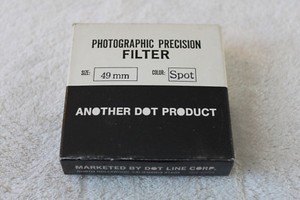 PHOTOGRAPHIC PRECISION
FILTER
SIZE: 49mm COLOR: Spot
ANOTHER DOT PRODUCT
MARKETED BY DOT LINE CORP.